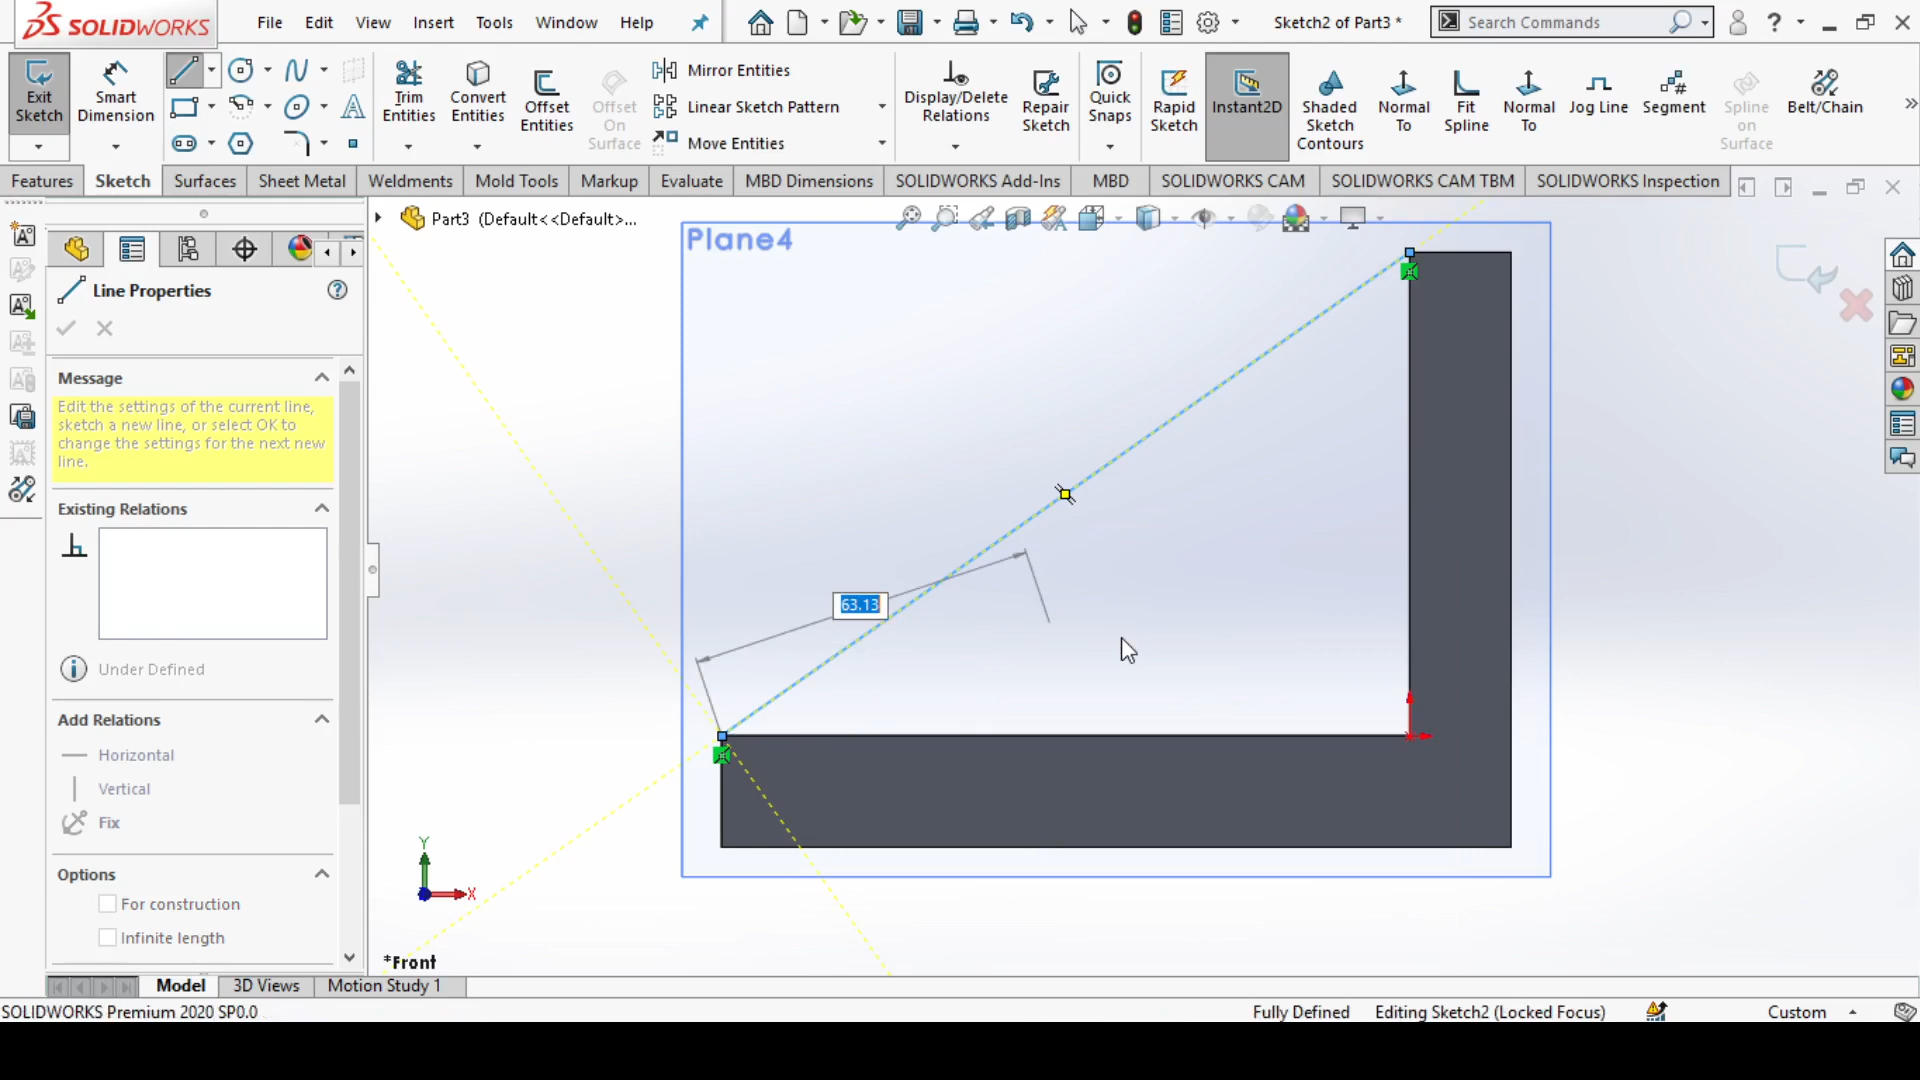 SOLIDWORKS
File
Edit
View
Insert
Tools
Window
Help
Sketch2 of Part3 *
Search Commands
?
Exit
Sketch
Smart
Dimension
Trim
Entities
Convert
Entities
Offset
Entities
Offset
On
Surface
Mirror Entities
Linear Sketch Pattern
Move Entities
Display/Delete
Relations
Repair
Sketch
Quick
Snaps
Rapid
Sketch
Instant2D
Shaded
Sketch
Contours
Normal
To
Fit
Spline
Normal
To
Jog Line
Segment
Spline
on
Surface
Belt/Chain
Features
Sketch
Surfaces
Sheet Metal
Weldments
Mold Tools
Markup
Evaluate
MBD Dimensions
SOLIDWORKS Add-Ins
MBD
SOLIDWORKS CAM
SOLIDWORKS CAM TBM
SOLIDWORKS Inspection
Part3 (Default<<Default>...
Plane4
Line Properties
Message
Edit the settings of the current line,
sketch a new line, or select OK to
change the settings for the next new
line.
Existing Relations
Under Defined
Add Relations
Horizontal
Vertical
Fix
Options
For construction
Infinite length
63.13
Y
X
*Front
Model
3D Views
Motion Study 1
SOLIDWORKS Premium 2020 SP0.0
Fully Defined
Editing Sketch2 (Locked Focus)
Custom